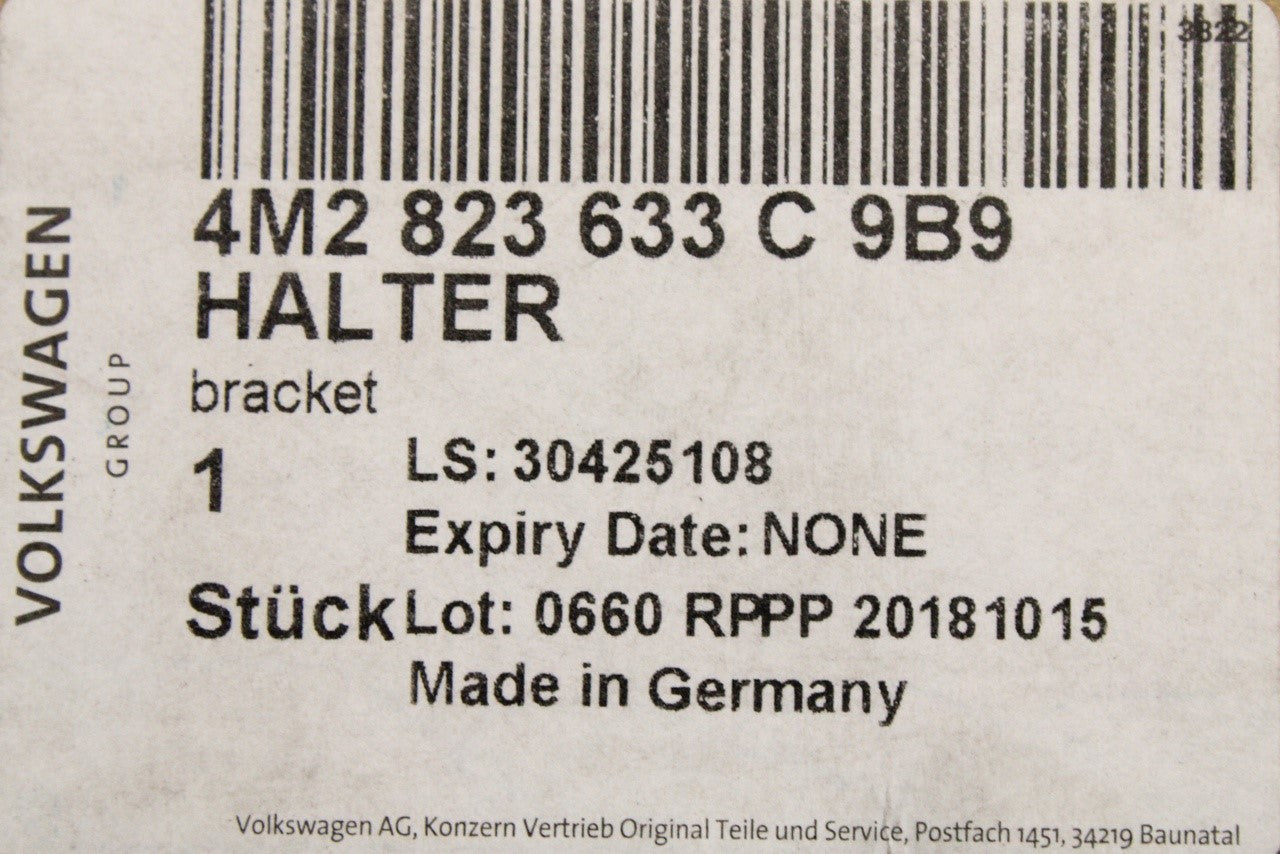 3822
4M2 823 633 C 9B9
HALTER
bracket
1 LS: 30425108
Expiry Date: NONE
Stück Lot: 0660 RPPP 20181015
Made in Germany
VOLKSWAGEN
GROUP
Volkswagen AG, Konzern Vertrieb Original Teile und Service, Postfach 1451, 34219 Baunatal